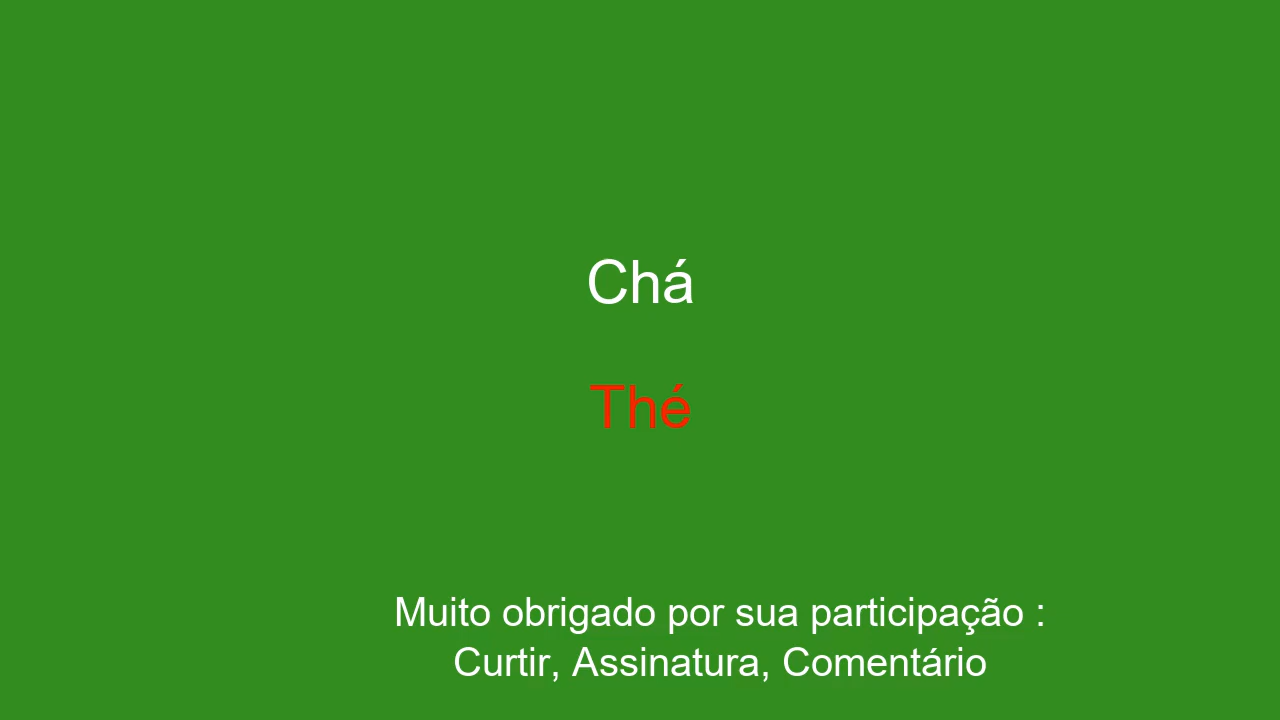 Chá
Thé
Muito obrigado por sua participação :
Curtir, Assinatura, Comentário